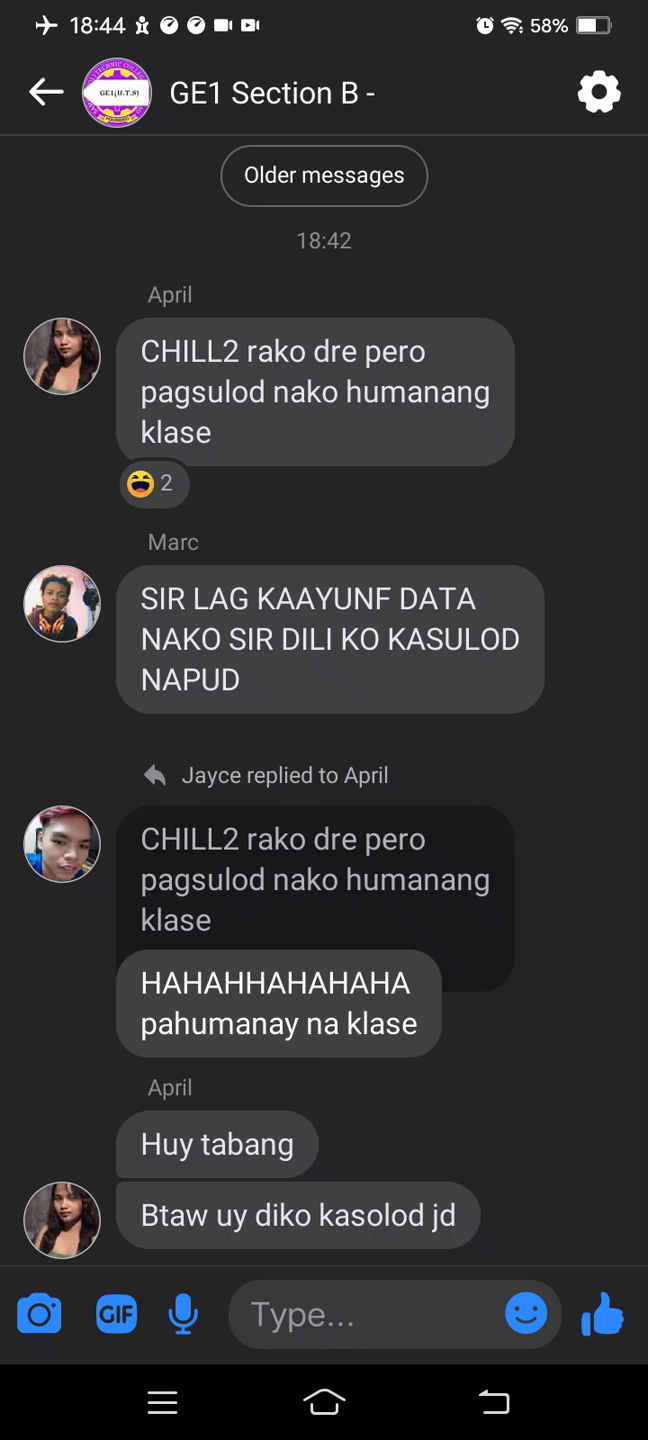 18:44
58%
GE1(U.T.S)
GE1 Section B -
Older messages
18:42
April
CHILL2 rako dre pero
pagsulod nako humanang
klase
2
Marc
SIR LAG KAAYUNF DATA
NAKO SIR DILI KO KASULOD
NAPUD
Jayce replied to April
CHILL2 rako dre pero
pagsulod nako humanang
klase
HAHAHHAHAHAHA
pahumanay na klase
April
Huy tabang
Btaw uy diko kasolod jd
GIF
Type...